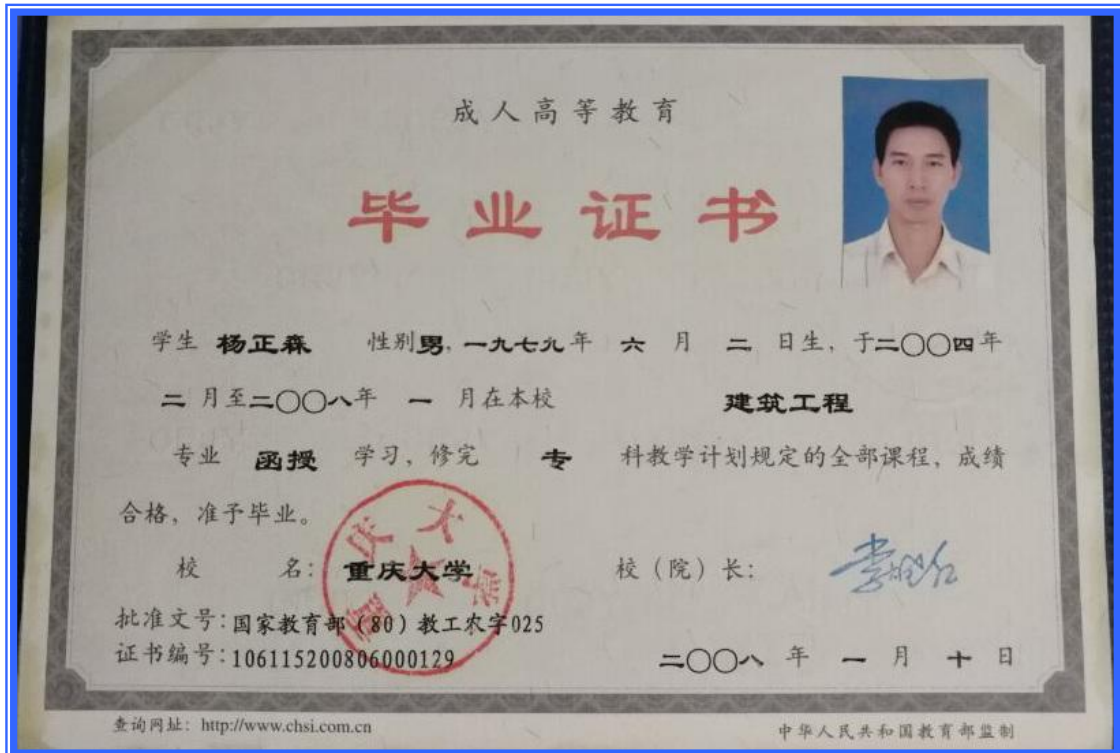 成人高等教育
毕业证书
学生 杨正森 性别男，一九七九年 六 月 二 日生，于二〇〇四年
二 月至二〇〇八年 一 月在本校 建筑工程
专业 函授 学习，修完 专 科教学计划规定的全部课程，成绩
合格，准予毕业。
校 名：重庆大学 校（院）长：
重庆大学
批准文号：国家教育部（80）教工农字025
证书编号：106115200806000129
二〇〇八 年 一 月 十 日
查询网址：http://www.chsi.com.cn 中华人民共和国教育部监制